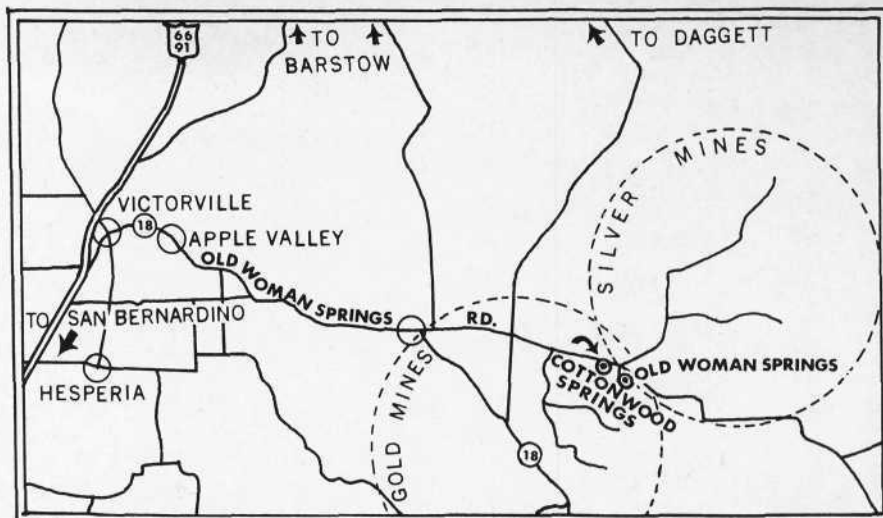 66
91
TO
BARSTOW
TO DAGGETT
SILVER MINES
VICTORVILLE
18
APPLE VALLEY
OLD WOMAN SPRINGS RD.
TO SAN BERNARDINO
HESPERIA
GOLD MINES
COTTONWOOD
SPRINGS
OLD WOMAN SPRINGS
18